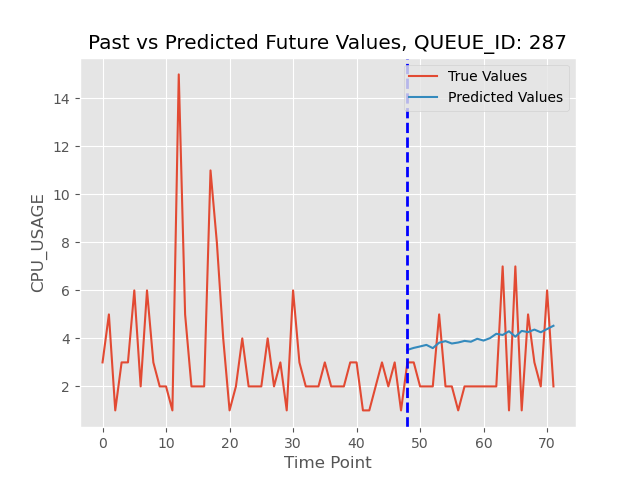 Past vs Predicted Future Values, QUEUE_ID: 287
True Values
Predicted Values
CPU_USAGE
14
12
10
8
6
4
2
0 10 20 30 40 50 60 70
Time Point